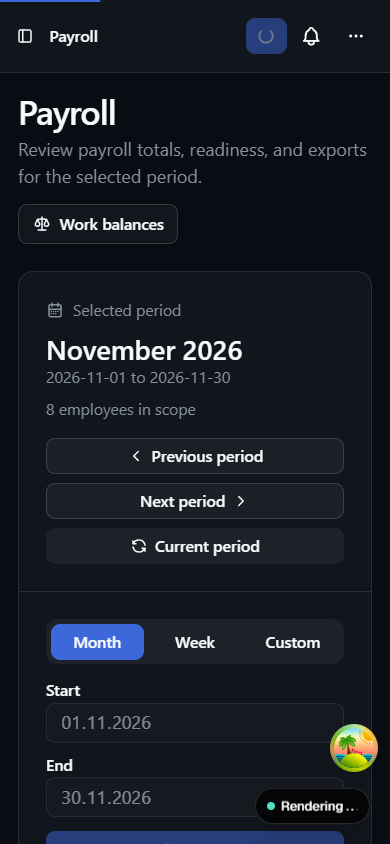 Payroll
Payroll
Review payroll totals, readiness, and exports
for the selected period.
Work balances
Selected period
November 2026
2026-11-01 to 2026-11-30
8 employees in scope
Previous period
Next period
Current period
Month Week Custom
Start
01.11.2026
End
30.11.2026
Rendering ...